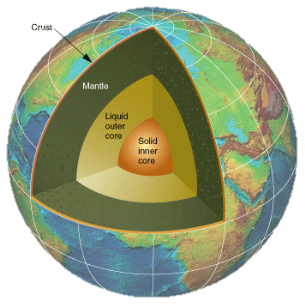 Crust
Mantle
Liquid
outer
core
Solid
inner
core